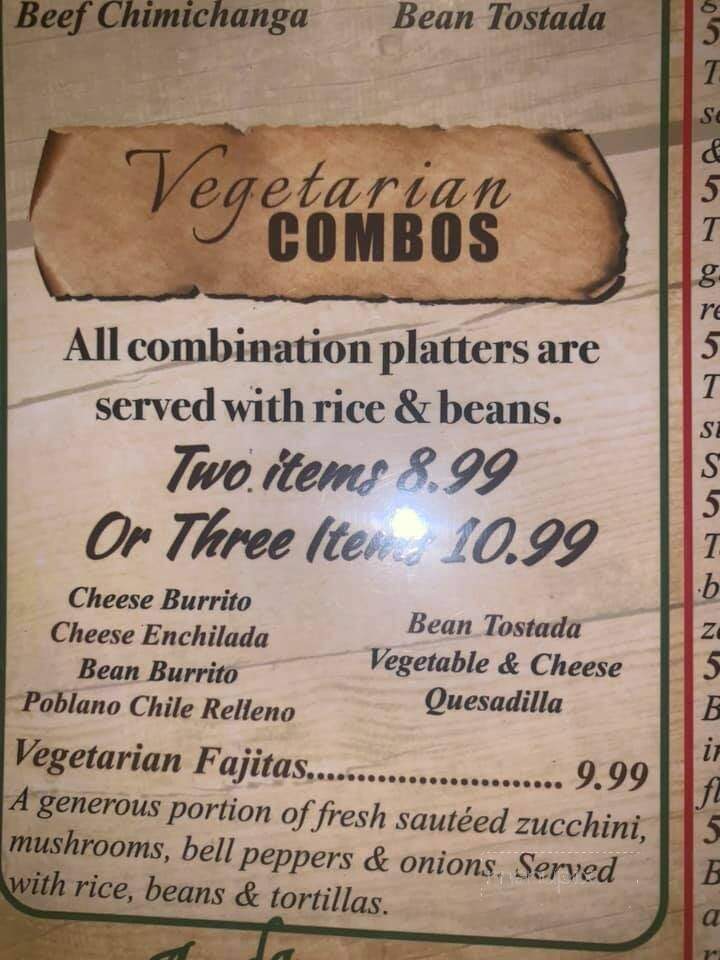 Beef Chimichanga
Bean Tostada
Vegetarian
COMBOS
All combination platters are
served with rice & beans.
Two items 8.99
Or Three Items 10.99
Cheese Burrito
Cheese Enchilada
Bean Burrito
Poblano Chile Relleno
Bean Tostada
Vegetable & Cheese
Quesadilla
Vegetarian Fajitas........................ 9.99
A generous portion of fresh sautéed zucchini,
mushrooms, bell peppers & onions. Served
with rice, beans & tortillas.